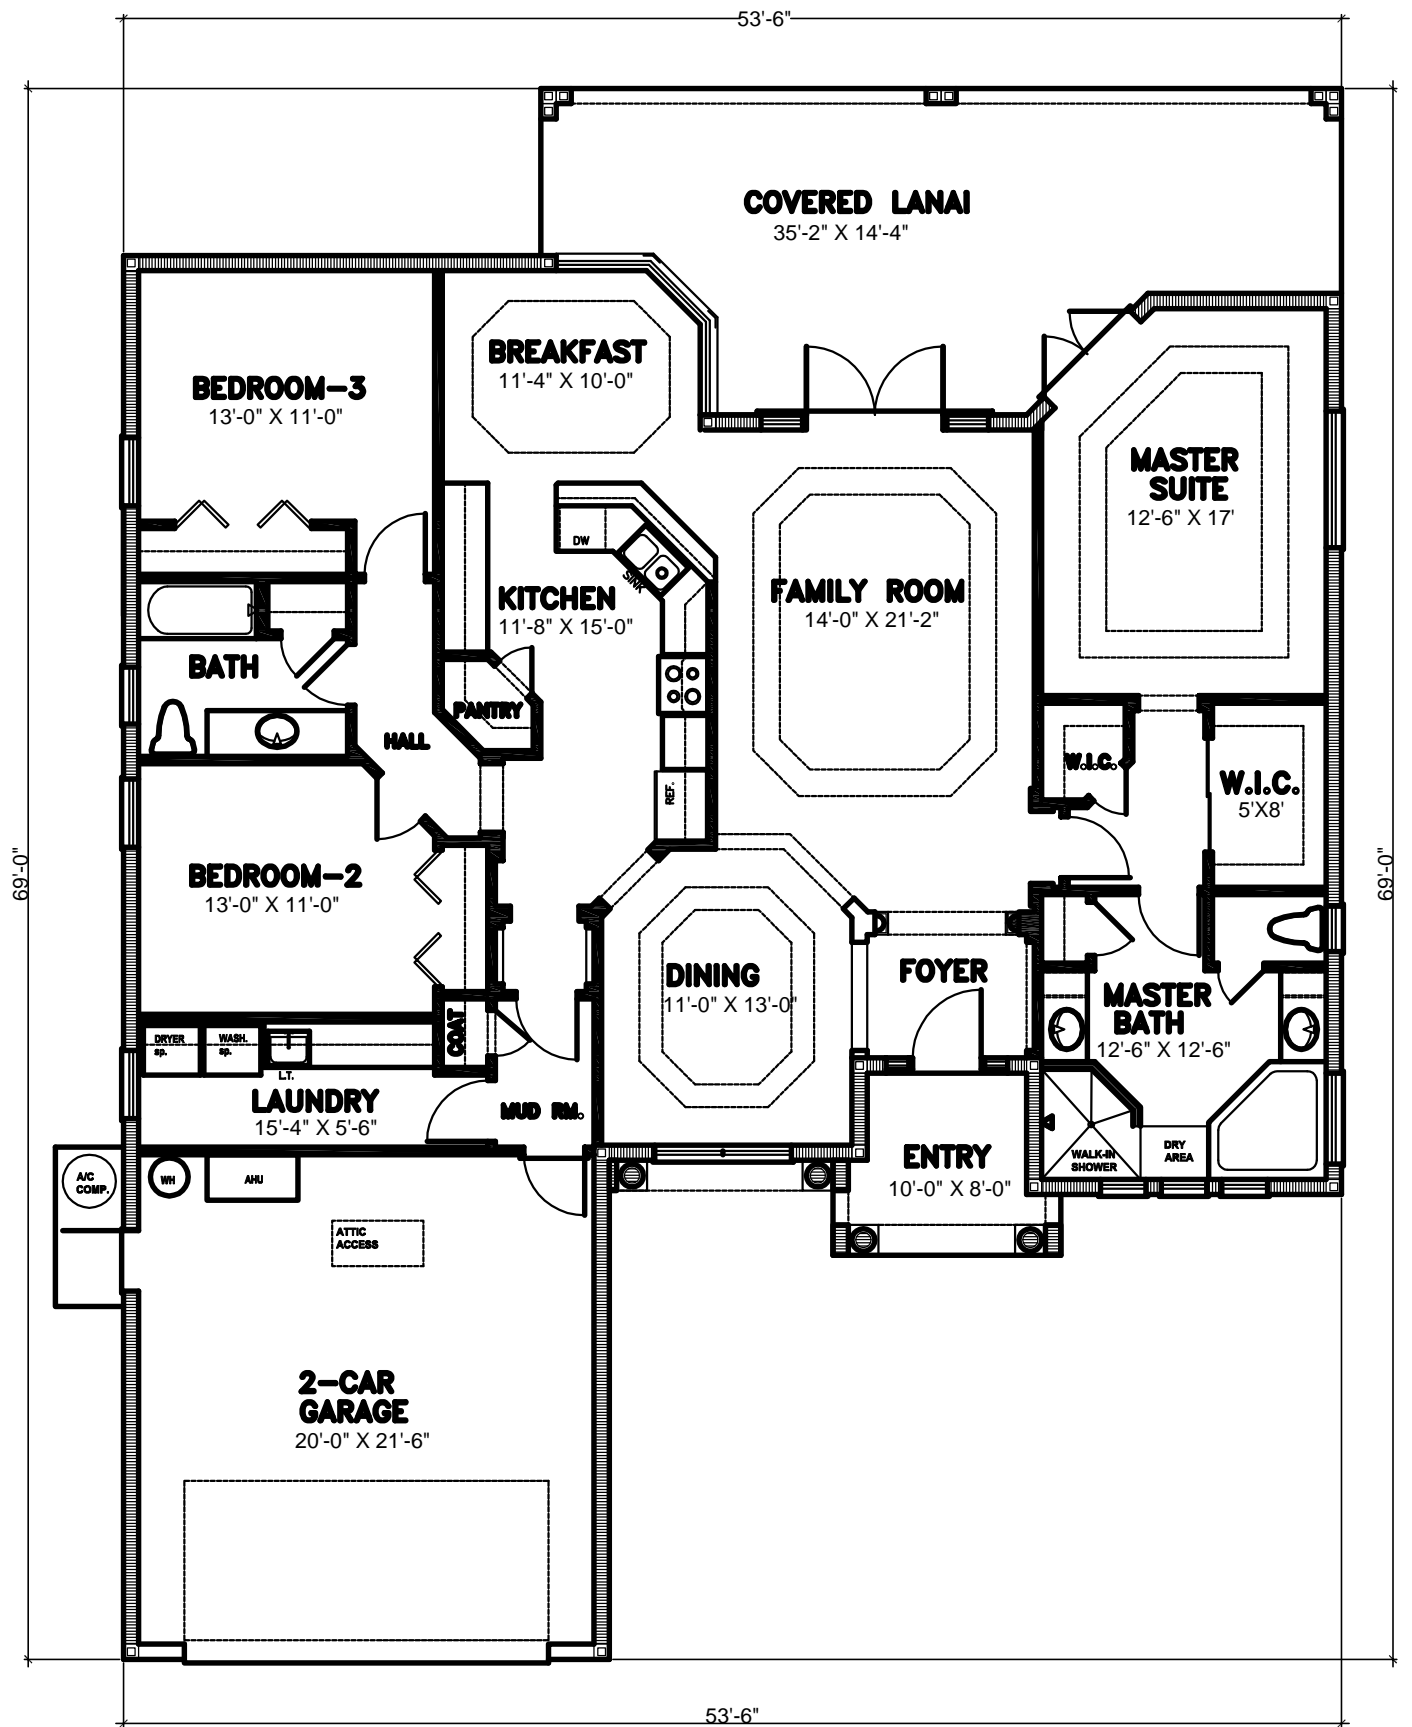 53'-6"
COVERED LANAI
35'-2" X 14'-4"
BREAKFAST
11'-4" X 10'-0"
BEDROOM-3
13'-0" X 11'-0"
MASTER
SUITE
12'-6" X 17'
DW
SINK
KITCHEN
11'-8" X 15'-0"
FAMILY ROOM
14'-0" X 21'-2"
BATH
PANTRY
HALL
W.I.C.
W.I.C.
5'X8'
REF.
69'-0"
69'-0"
BEDROOM-2
13'-0" X 11'-0"
DINING
11'-0" X 13'-0"
FOYER
MASTER
BATH
12'-6" X 12'-6"
COAT
DRYER
sp.
WASH.
sp.
L.T.
LAUNDRY
15'-4" X 5'-6"
MUD RM.
WALK-IN
SHOWER
DRY
AREA
ENTRY
10'-0" X 8'-0"
A/C
COMP.
WH
AHU
ATTIC
ACCESS
2-CAR
GARAGE
20'-0" X 21'-6"
53'-6"